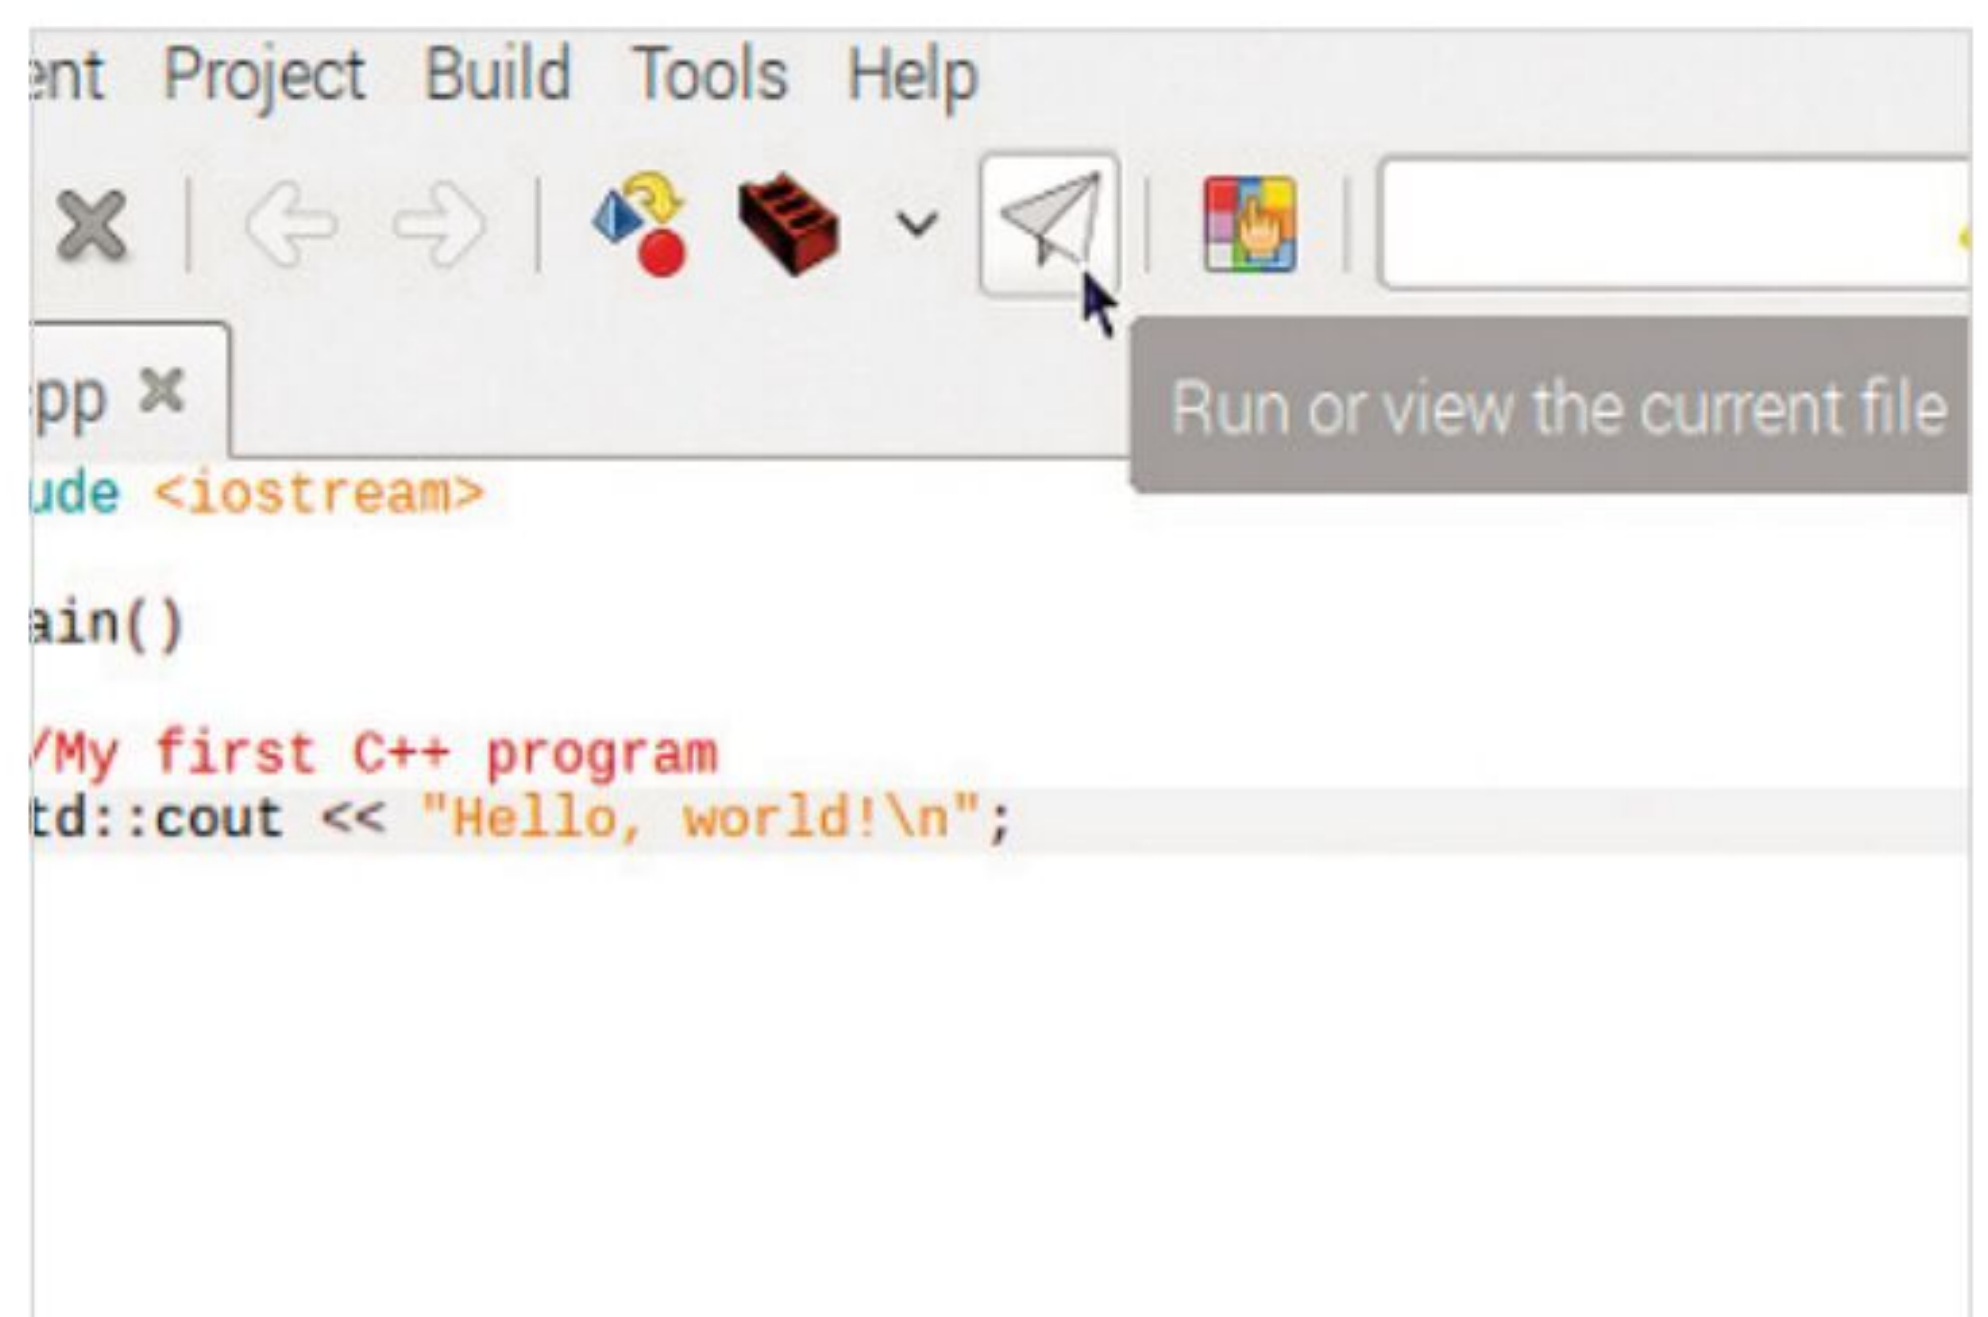 ent Project Build Tools Help
pp
Run or view the current file
ude <iostream>
ain()
/My first C++ program
td::cout << "Hello, world!\n";